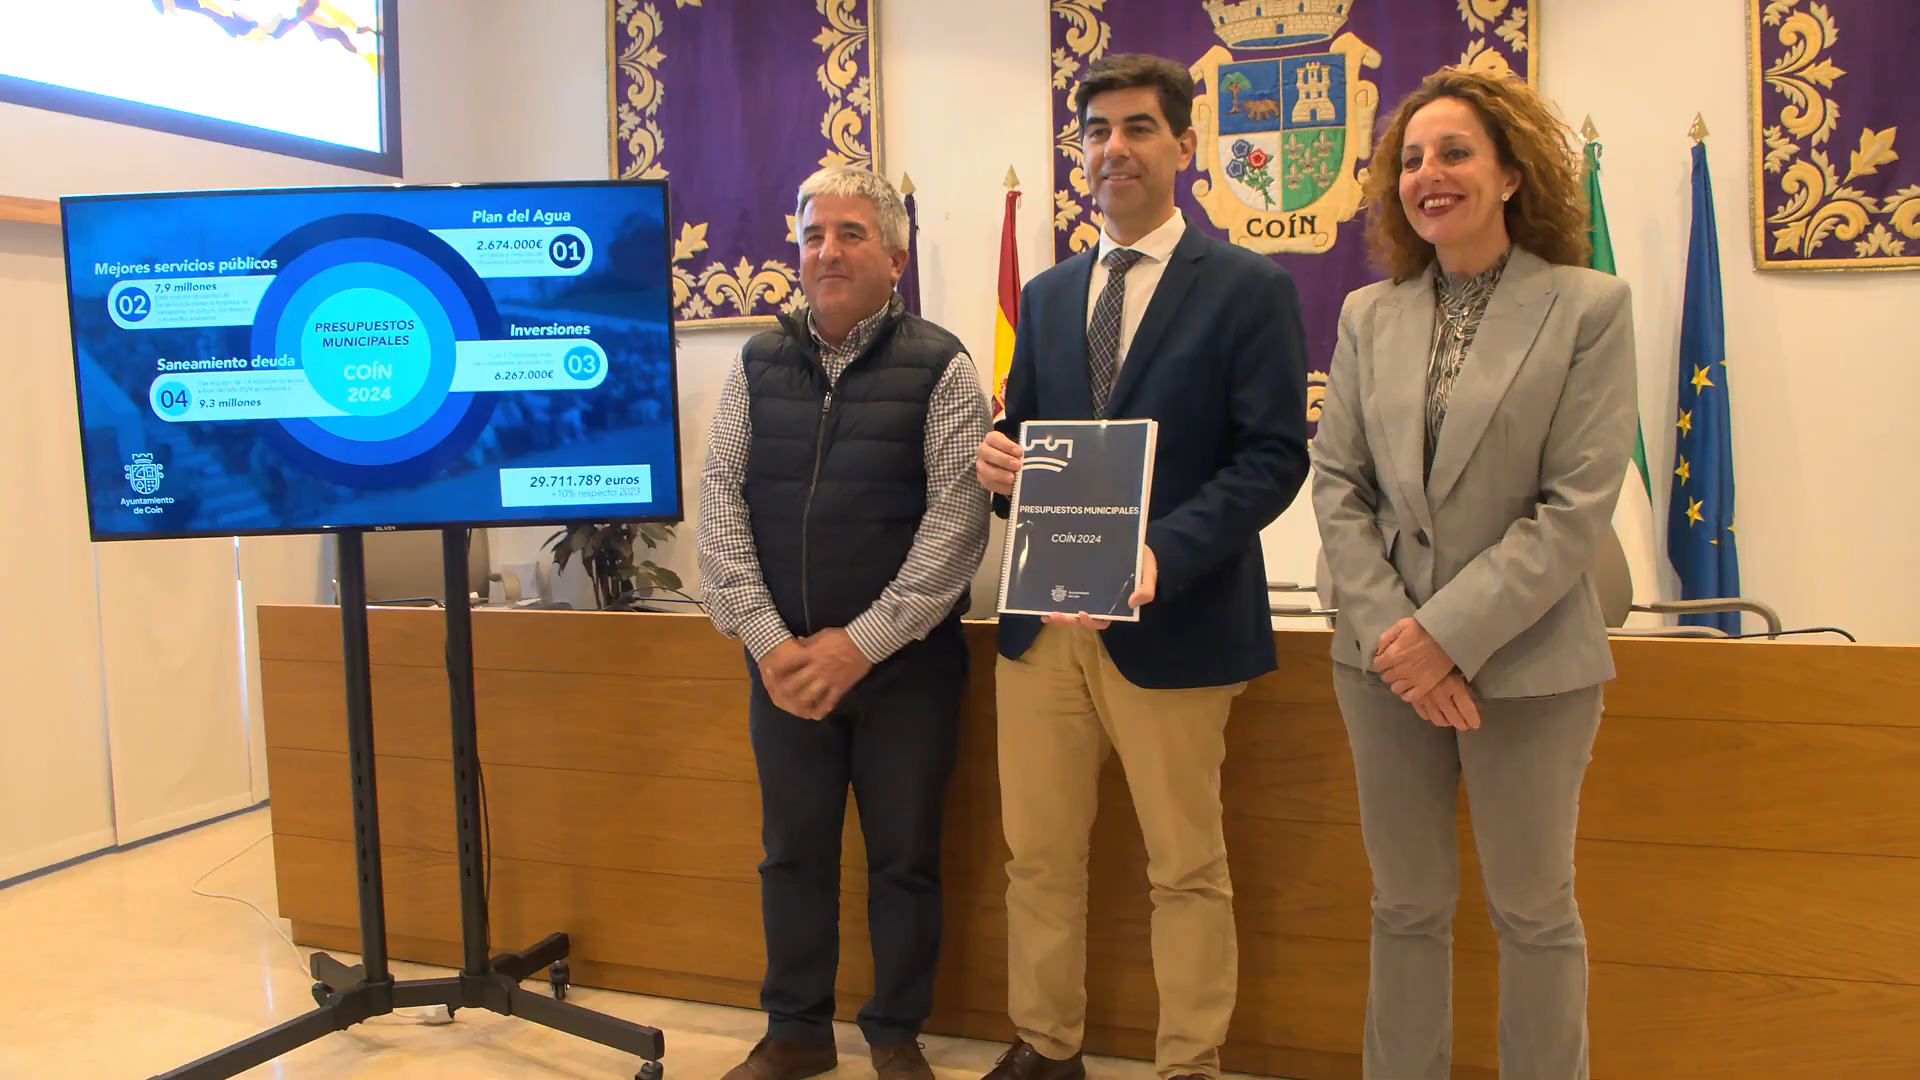 Plan del Agua
2.674.000€
01
Mejores servicios públicos
02
7,9 millones
Inversiones
03
6.267.000€
Saneamiento deuda
04
9.3 millones
PRESUPUESTOS
MUNICIPALES
COÍN
2024
Ayuntamiento
de Coín
29.711.789 euros
+10% respecto 2023
SILVER
COÍN
PRESUPUESTOS MUNICIPALES
COÍN 2024